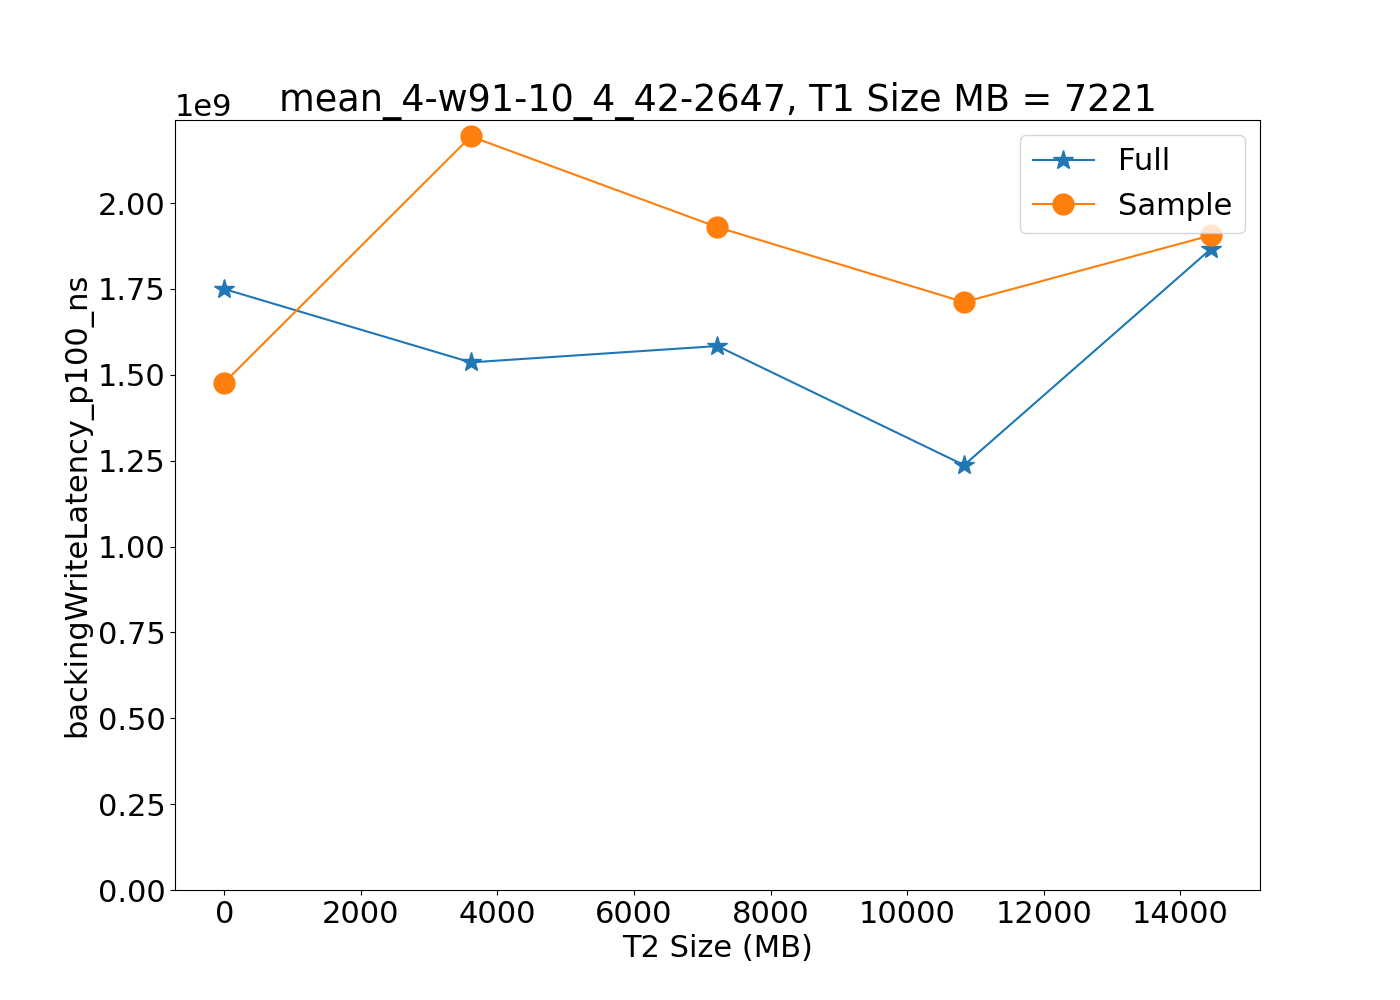 mean_4-w91-10_4_42-2647, T1 Size MB = 7221
1e9
Full
Sample
2.00
1.75
1.50
1.25
1.00
0.75
0.50
0.25
0.00
backingWriteLatency_p100_ns
0 2000 4000 6000 8000 10000 12000 14000
T2 Size (MB)